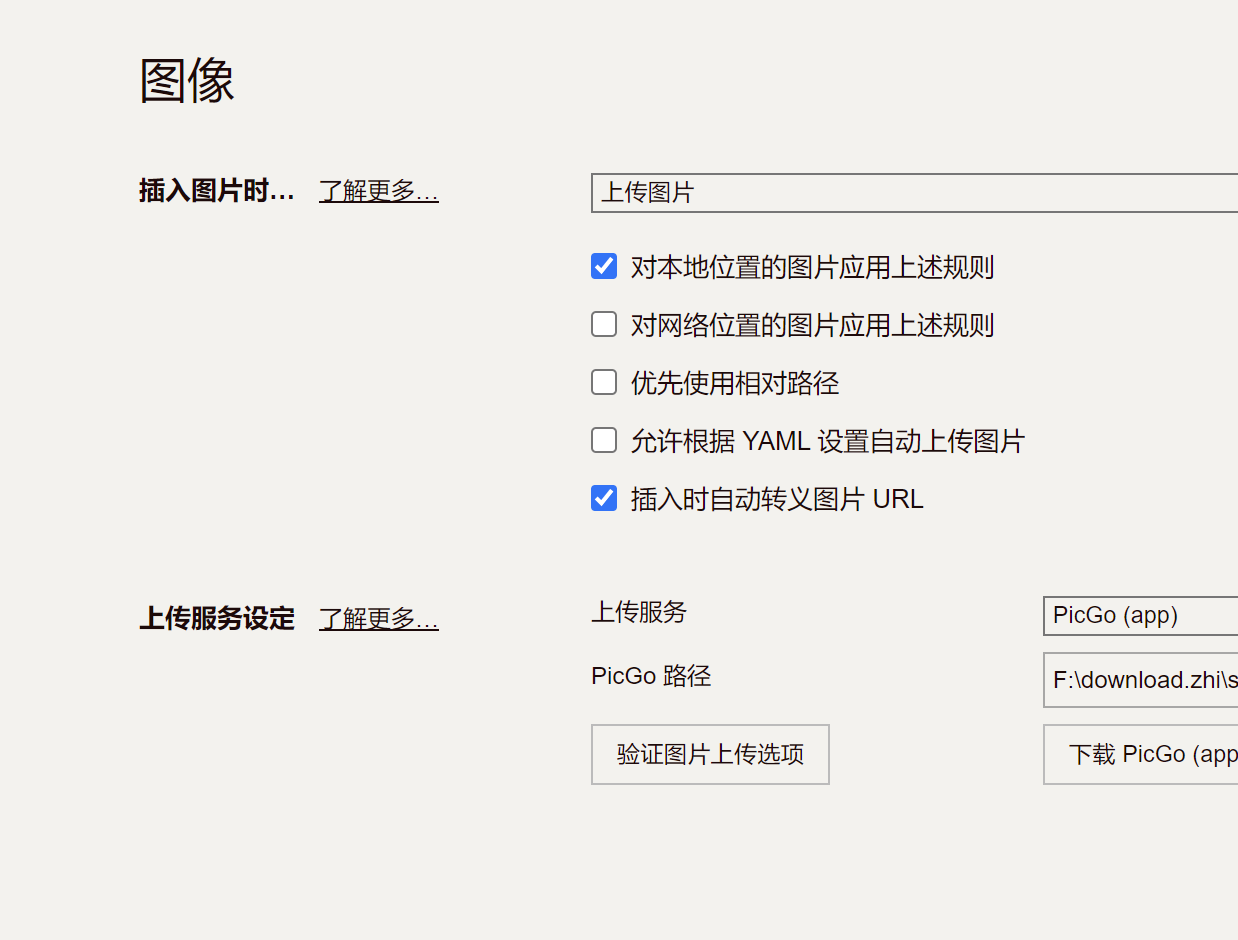 图像
插入图片时... 了解更多... 上传图片
对本地位置的图片应用上述规则
对网络位置的图片应用上述规则
优先使用相对路径
允许根据 YAML 设置自动上传图片
插入时自动转义图片 URL
上传服务设定 了解更多... 上传服务 PicGo (app)
PicGo 路径 F:\download.zhi\s
验证图片上传选项 下载 PicGo (app